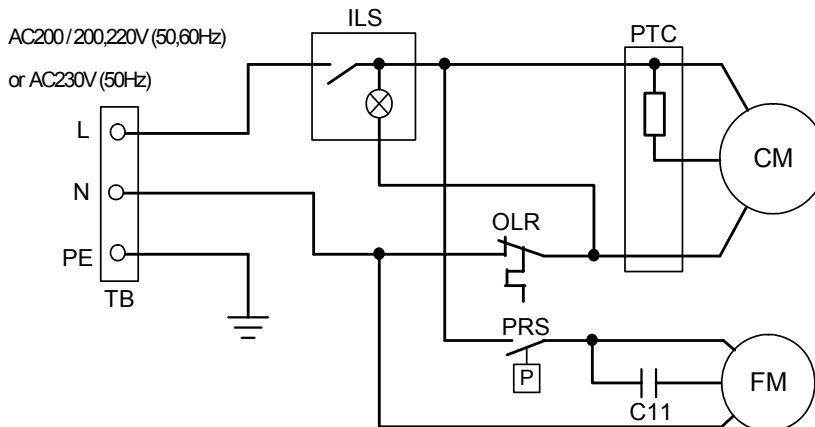 ILS
AC200 / 200,220V (50,60Hz)
or AC230V (50Hz)
PTC
L
CM
N
OLR
PE
TB
PRS
P
FM
C11